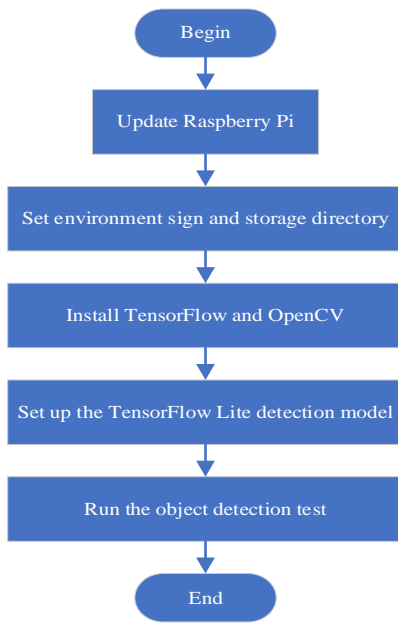 Begin
Update Raspberry Pi
Set environment sign and storage directory
Install TensorFlow and OpenCV
Set up the TensorFlow Lite detection model
Run the object detection test
End